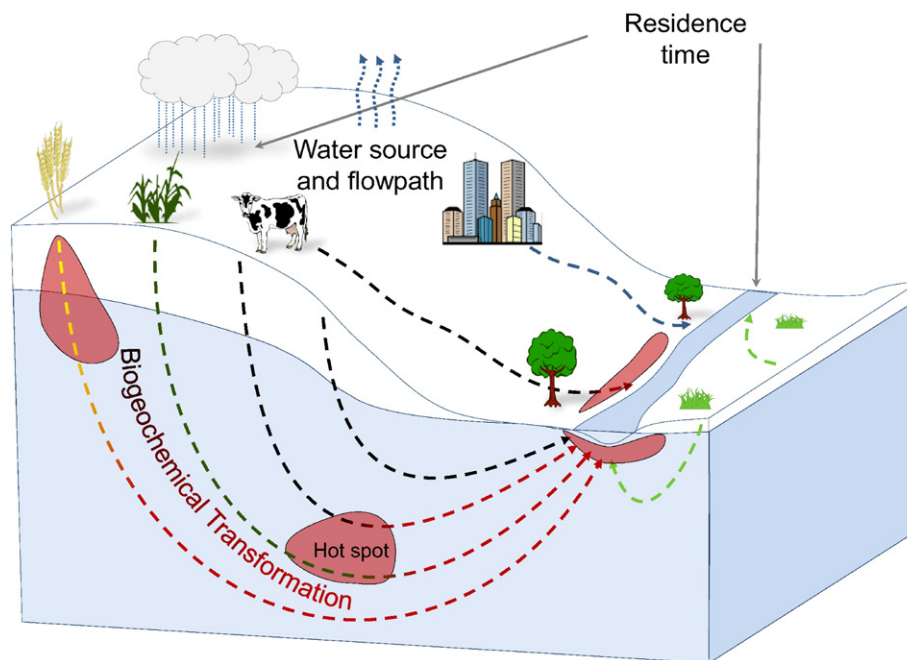 Residence
time
Water source
and flowpath
Biogeochemical Transformation
Hot spot